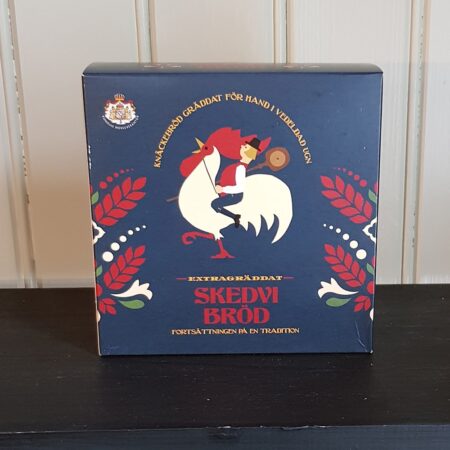 KNÄCKEBRÖD GRÄDDAT FÖR HAND I VEDELDAD UGN
EXTRAGRÄDDAT
SKEDVI
BRÖD
FORTSÄTTNINGEN PÅ EN TRADITION